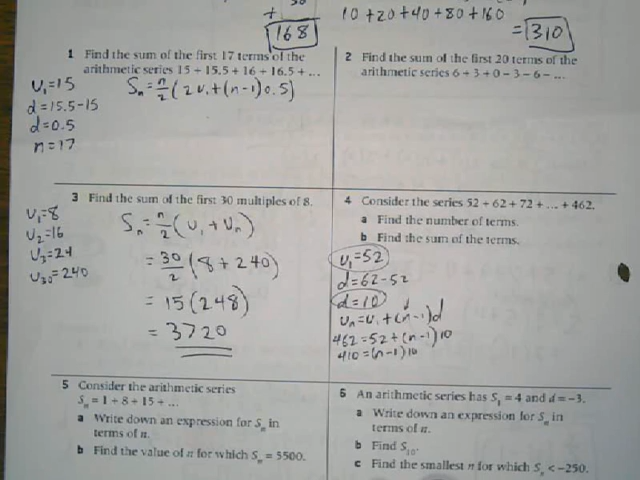 + 
168
10 + 20 + 40 + 80 + 160
= 310
1 Find the sum of the first 17 terms of the
arithmetic series 15 + 15.5 + 16 + 16.5 + ...
U₁ = 15
d = 15.5 - 15
d = 0.5
n = 17
Sₙ = n/2 (2U₁ + (n-1)0.5)
2 Find the sum of the first 20 terms of the
arithmetic series 6 + 3 + 0 − 3 − 6 − ...
3 Find the sum of the first 30 multiples of 8.
U₁ = 8
U₂ = 16
U₃ = 24
U₃₀ = 240
Sₙ = n/2 (U₁ + Uₙ)
= 30/2 (8 + 240)
= 15(248)
= 3720
4 Consider the series 52 + 62 + 72 + ... + 462.
a Find the number of terms.
b Find the sum of the terms.
U₁ = 52
d = 62 - 52
d = 10
Uₙ = U₁ + (n-1)d
462 = 52 + (n-1)10
410 = (n-1)10
5 Consider the arithmetic series
Sₙ = 1 + 8 + 15 + ...
a Write down an expression for Sₙ in
terms of n.
b Find the value of n for which Sₙ = 5500.
6 An arithmetic series has S₁ = 4 and d = −3.
a Write down an expression for Sₙ in
terms of n.
b Find S₁₀.
c Find the smallest n for which Sₙ < −250.